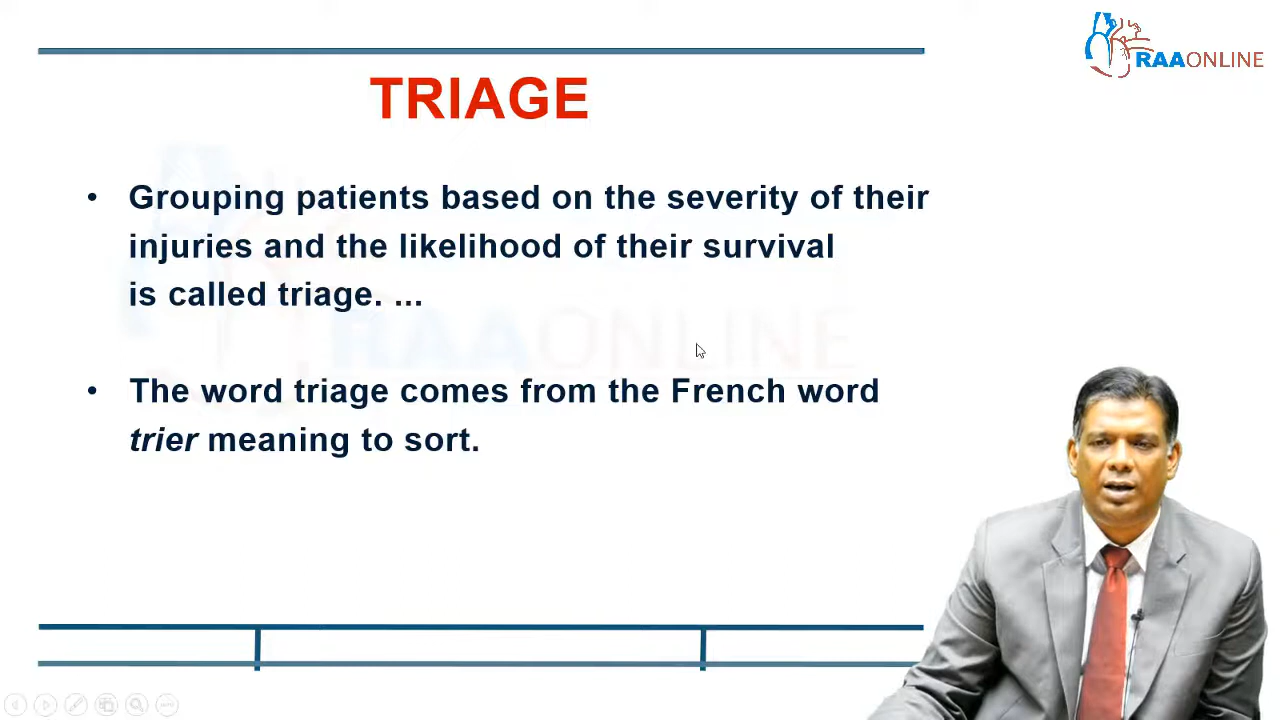 RAAONLINE
TRIAGE
• Grouping patients based on the severity of their
injuries and the likelihood of their survival
is called triage. ...
RAAONLINE
• The word triage comes from the French word
trier meaning to sort.